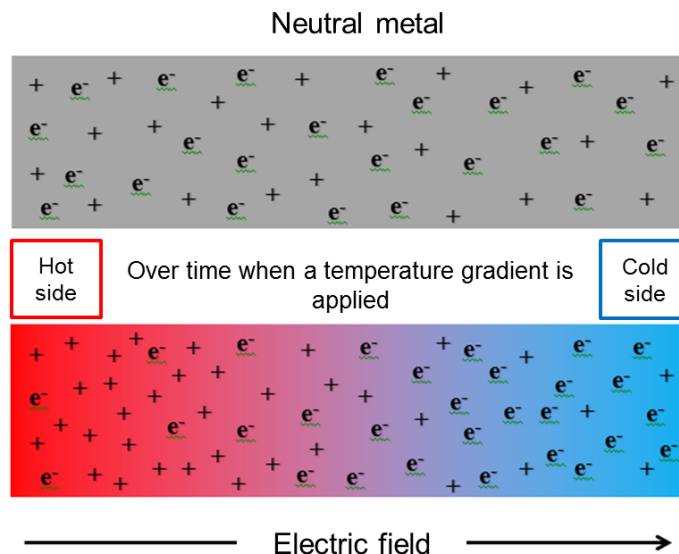 Neutral metal
+ e⁻ + e⁻ + e⁻ + e⁻ e⁻ + e⁻ + e⁻ e⁻ +
e⁻ + + e⁻ e⁻ + e⁻ + e⁻ + e⁻ e⁻ + e⁻
+ e⁻ e⁻ +
e⁻ + + e⁻ + e⁻ e⁻ + + e⁻ +
Hot
side
Over time when a temperature gradient is
applied
Cold
side
+ + + + e⁻ + e⁻ + e⁻ + e⁻ + e⁻ e⁻
e⁻ + + + + + + e⁻ e⁻ e⁻ e⁻ +
+ + + e⁻ + e⁻ + e⁻ e⁻ + e⁻ e⁻ e⁻ e⁻ + e⁻
+ + + + + + e⁻ e⁻ e⁻
e⁻ + + + e⁻ e⁻ + e⁻ + e⁻ +
Electric field